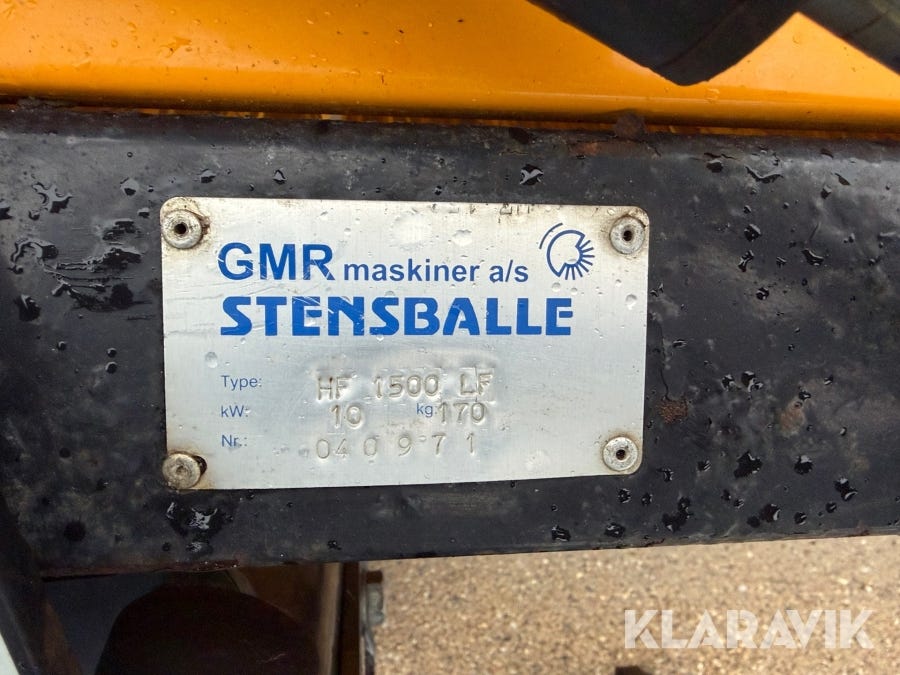 GMR maskiner a/s
STENSBALLE
Type: HF 1500 LF
kW: 10 kg: 170
Nr.: 040971
KLARAVIK